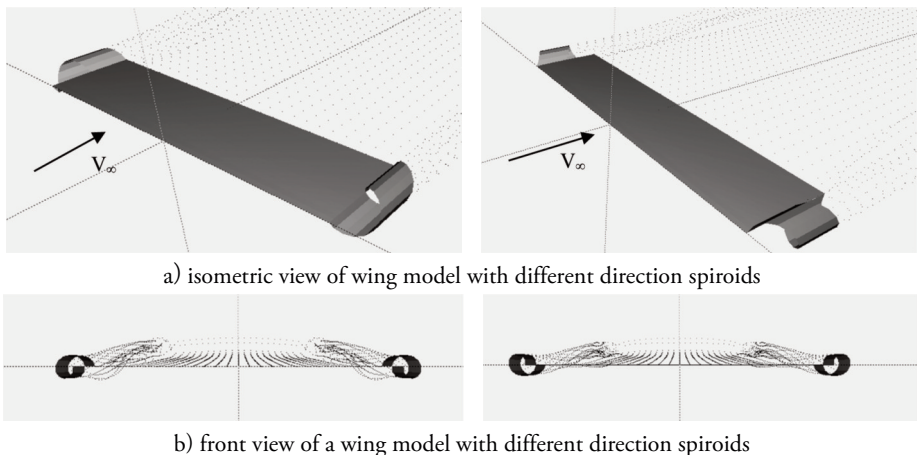 V∞
V∞
a) isometric view of wing model with different direction spiroids
b) front view of a wing model with different direction spiroids